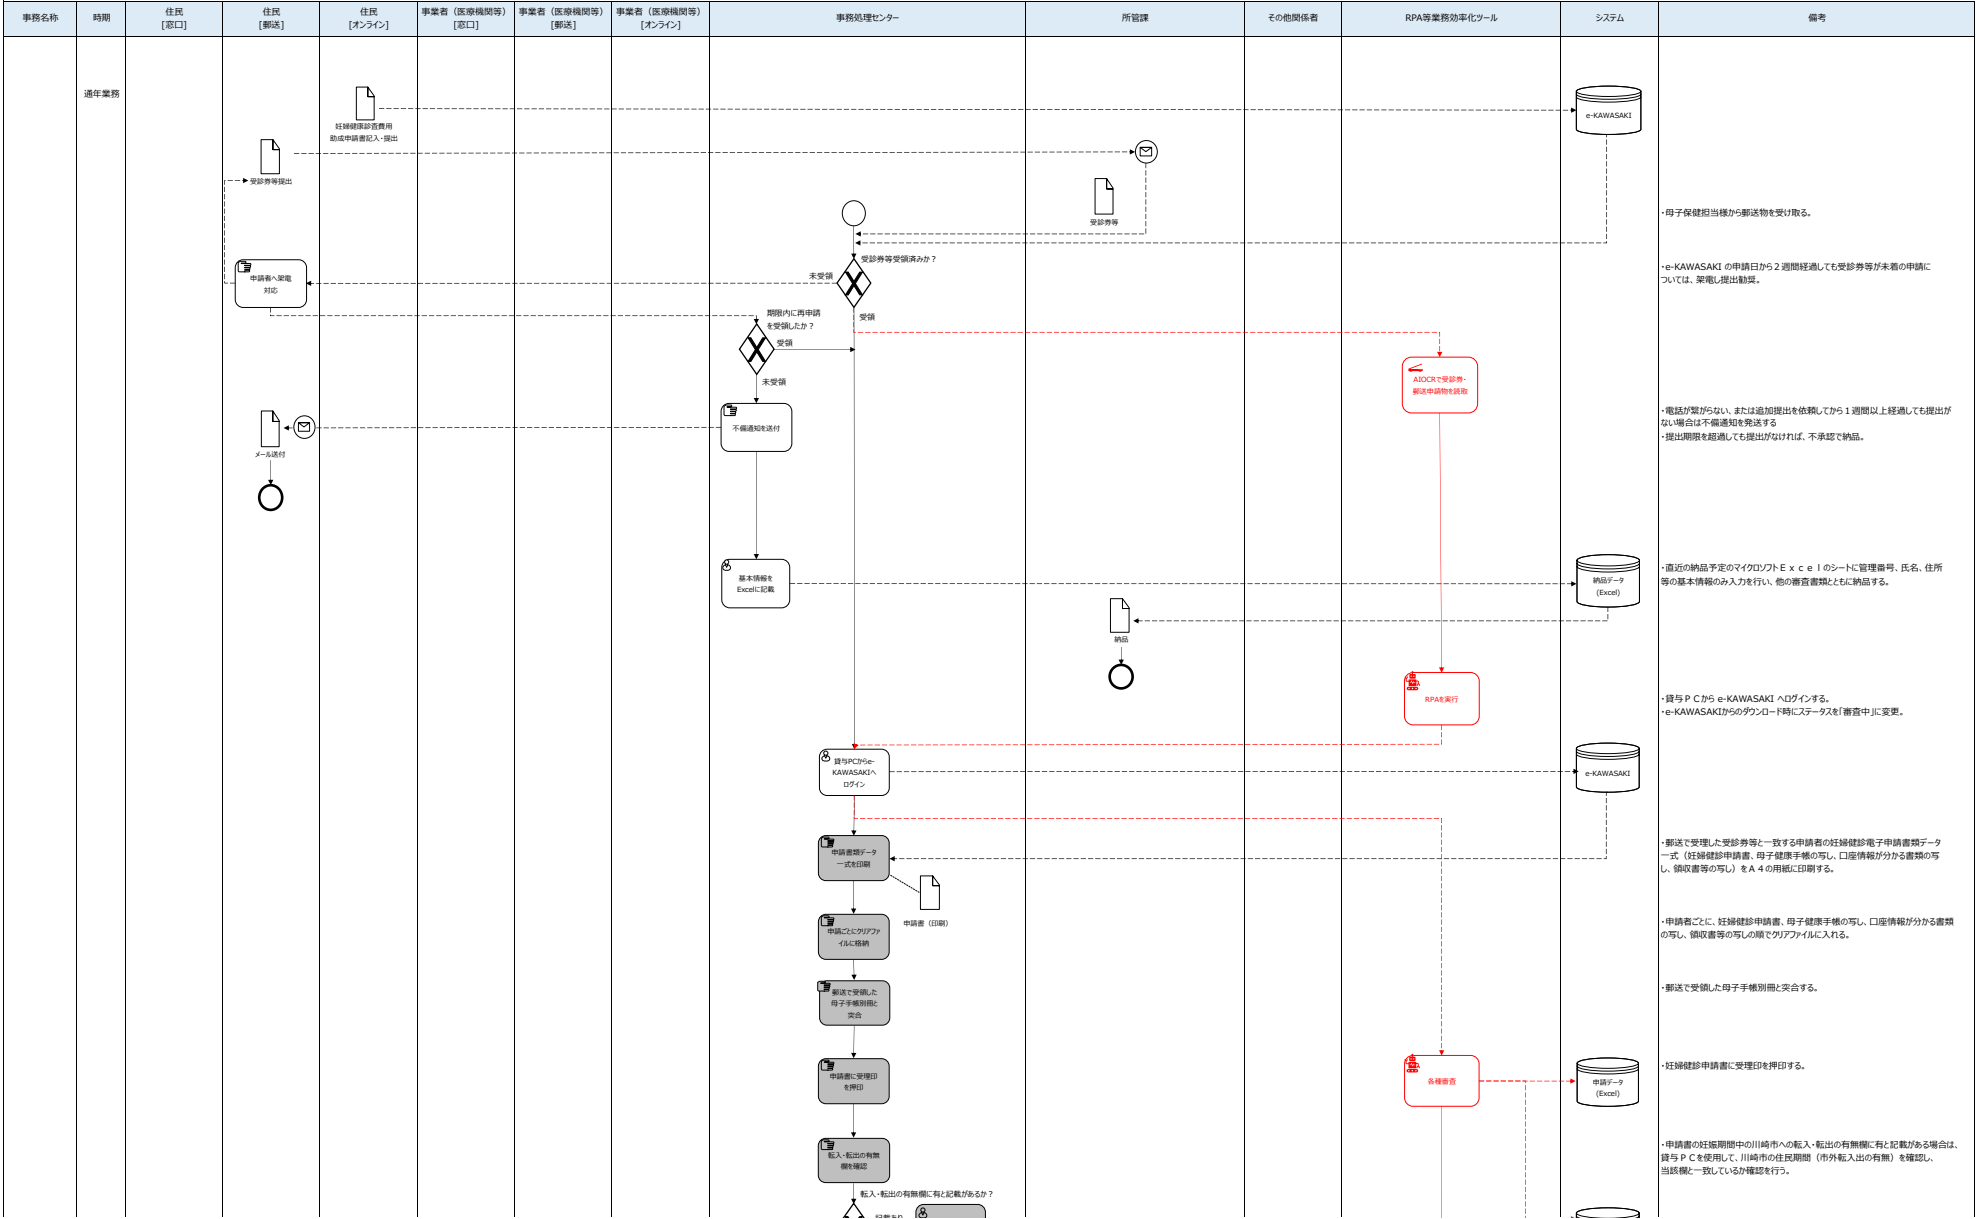 事務名称
時期
住民
[窓口]
住民
[郵送]
住民
[オンライン]
事業者（医療機関等）
[窓口]
事業者（医療機関等）
[郵送]
事業者（医療機関等）
[オンライン]
事務処理センター
所管課
その他関係者
RPA等業務効率化ツール
システム
備考
通年業務
妊婦健康診査費用
助成申請書記入・提出
e-KAWASAKI
受診券等提出
受診券等
・母子保健担当様から郵送物を受け取る。
受診券等受領済みか？
未受領
申請者へ架電
対応
・e-KAWASAKI の申請日から２週間経過しても受診券等が未着の申請に
ついては、架電し提出勧奨。
受領
期限内に再申請
を受領したか？
受領
未受領
AIOCRで受診券・
郵送申請物を読取
不備通知を送付
メール送付
・電話が繋がらない、または追加提出を依頼してから１週間以上経過しても提出が
ない場合は不備通知を発送する
・提出期限を超過しても提出がなければ、不承認で納品。
基本情報を
Excelに記載
納品データ
(Excel)
・直近の納品予定のマイクロソフトＥｘｃｅｌのシートに管理番号、氏名、住所
等の基本情報のみ入力を行い、他の審査書類とともに納品する。
納品
RPAを実行
・貸与ＰＣから e-KAWASAKI へログインする。
・e-KAWASAKIからのダウンロード時にステータスを「審査中」に変更。
貸与PCからe-
KAWASAKIへ
ログイン
e-KAWASAKI
申請書類データ
一式を印刷
申請書（印刷）
・郵送で受理した受診券等と一致する申請者の妊婦健診電子申請書類データ
一式（妊婦健診申請書、母子健康手帳の写し、口座情報が分かる書類の写
し、領収書等の写し）をＡ４の用紙に印刷する。
申請ごとにクリアファ
イルに格納
・申請者ごとに、妊婦健診申請書、母子健康手帳の写し、口座情報が分かる書類
の写し、領収書等の写しの順でクリアファイルに入れる。
郵送で受領した
母子手帳別冊と
突合
・郵送で受領した母子手帳別冊と突合する。
申請書に受理印
を押印
各種審査
申請データ
(Excel)
・妊婦健診申請書に受理印を押印する。
転入・転出の有無
欄を確認
・申請書の妊娠期間中の川崎市への転入・転出の有無欄に有と記載がある場合は、
貸与ＰＣを使用して、川崎市の住民期間（市外転入出の有無）を確認し、
当該欄と一致しているか確認を行う。
転入・転出の有無欄に有と記載があるか？
記載あり